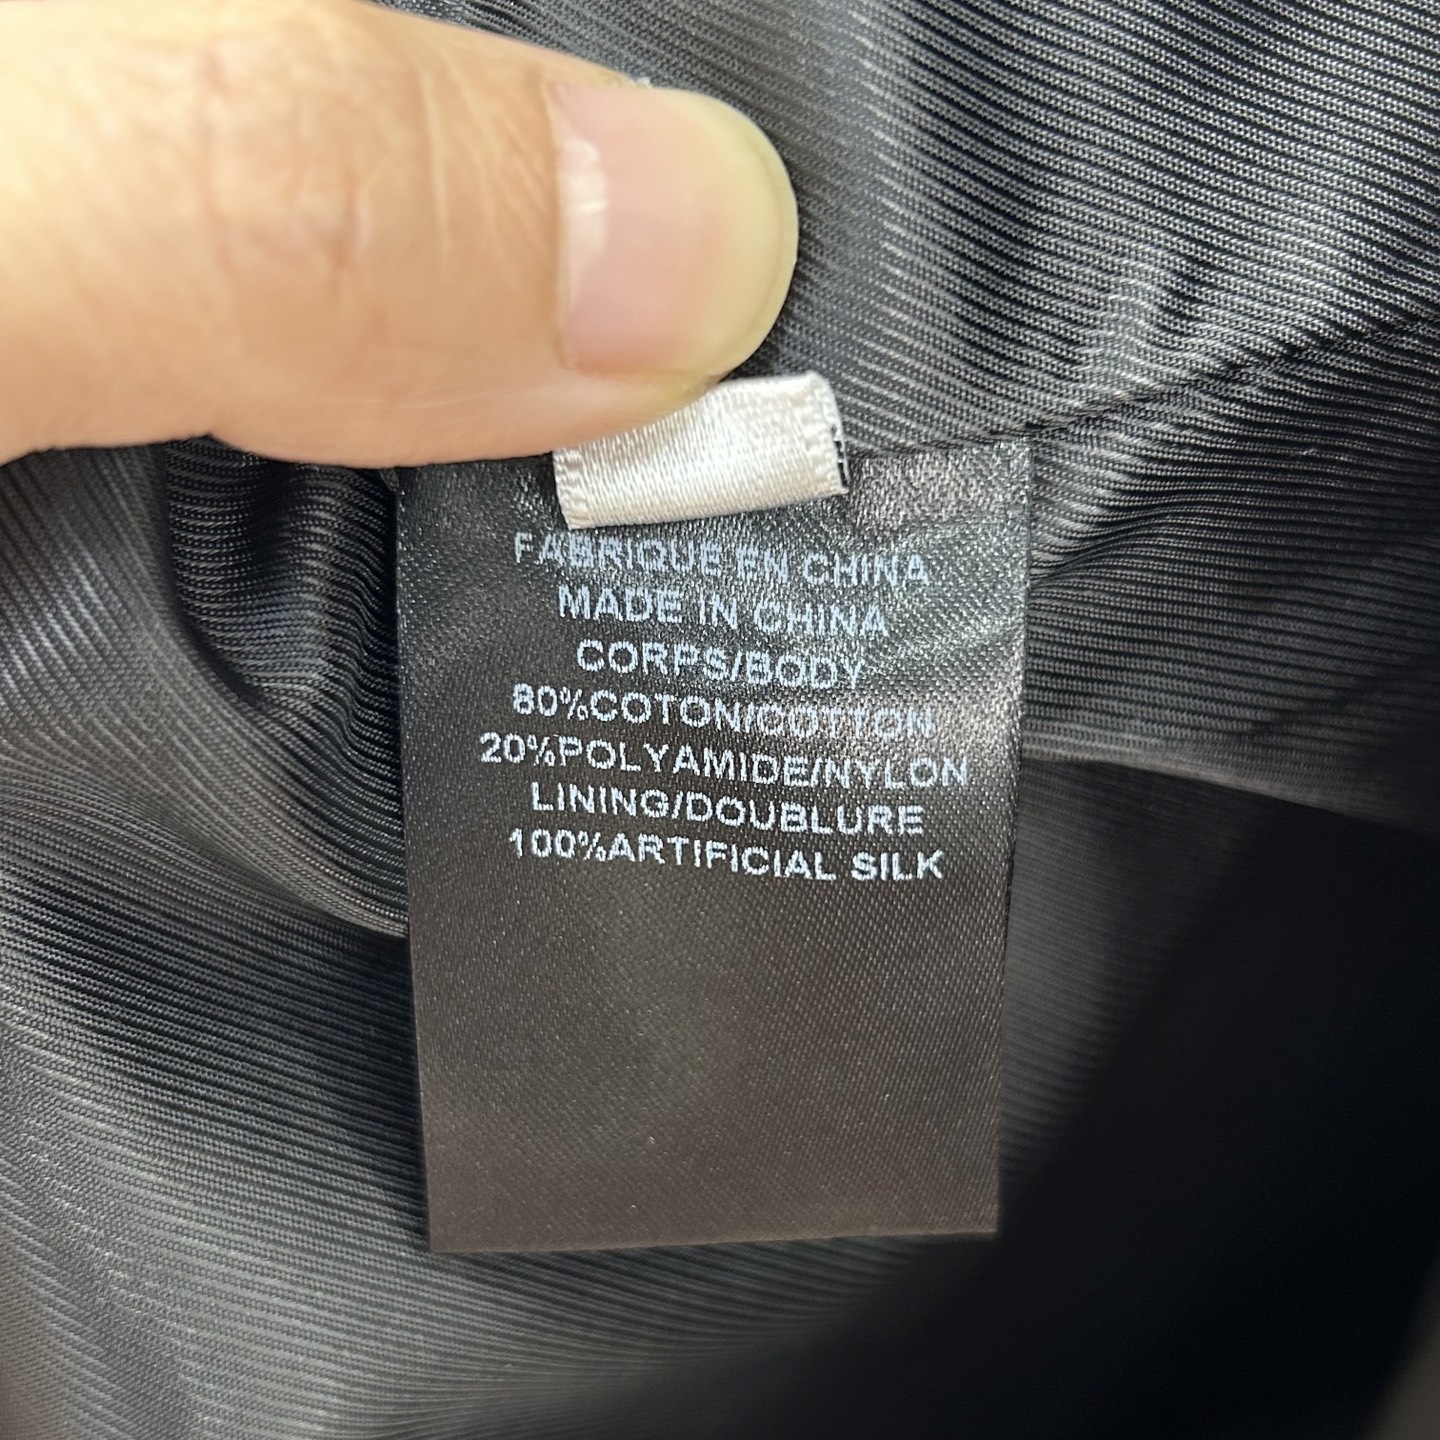 FABRIQUE EN CHINA
MADE IN CHINA
CORPS/BODY
80%COTON/COTTON
20%POLYAMIDE/NYLON
LINING/DOUBLURE
100%ARTIFICIAL SILK